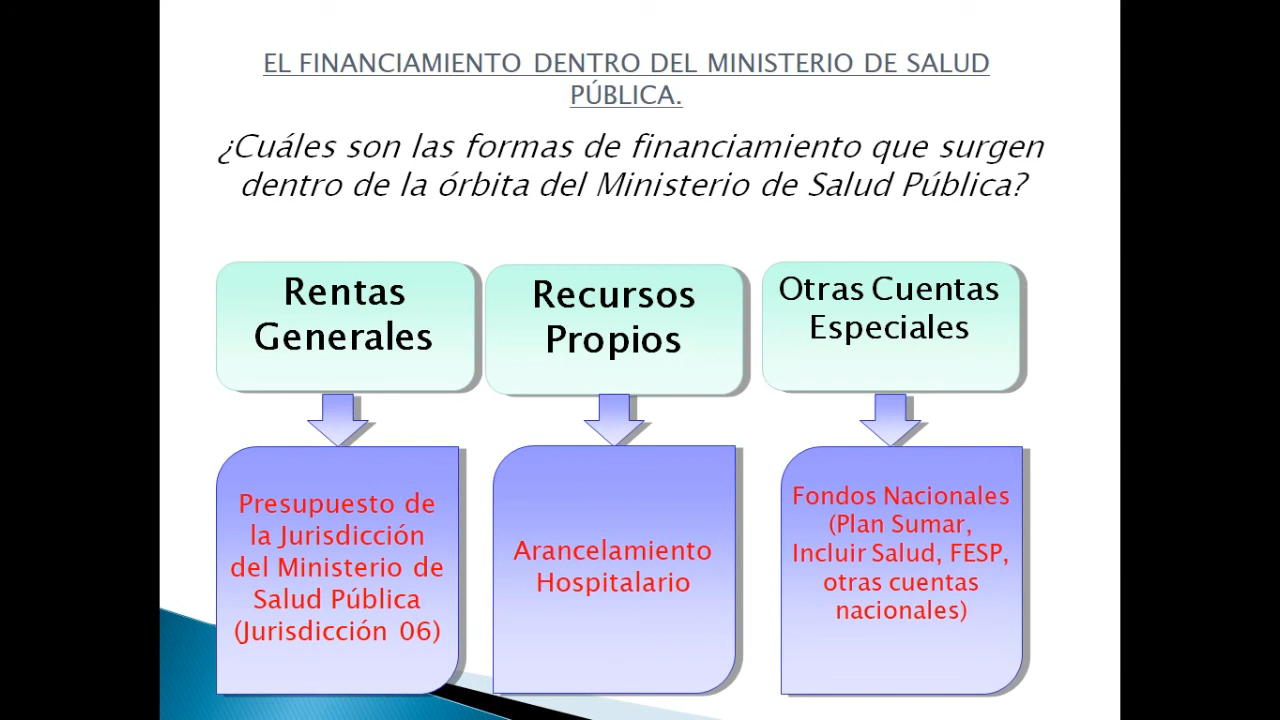 EL FINANCIAMIENTO DENTRO DEL MINISTERIO DE SALUD
PÚBLICA.
¿Cuáles son las formas de financiamiento que surgen
dentro de la órbita del Ministerio de Salud Pública?
Rentas
Generales
Recursos
Propios
Otras Cuentas
Especiales
Presupuesto de
la Jurisdicción
del Ministerio de
Salud Pública
(Jurisdicción 06)
Arancelamiento
Hospitalario
Fondos Nacionales
(Plan Sumar,
Incluir Salud, FESP,
otras cuentas
nacionales)